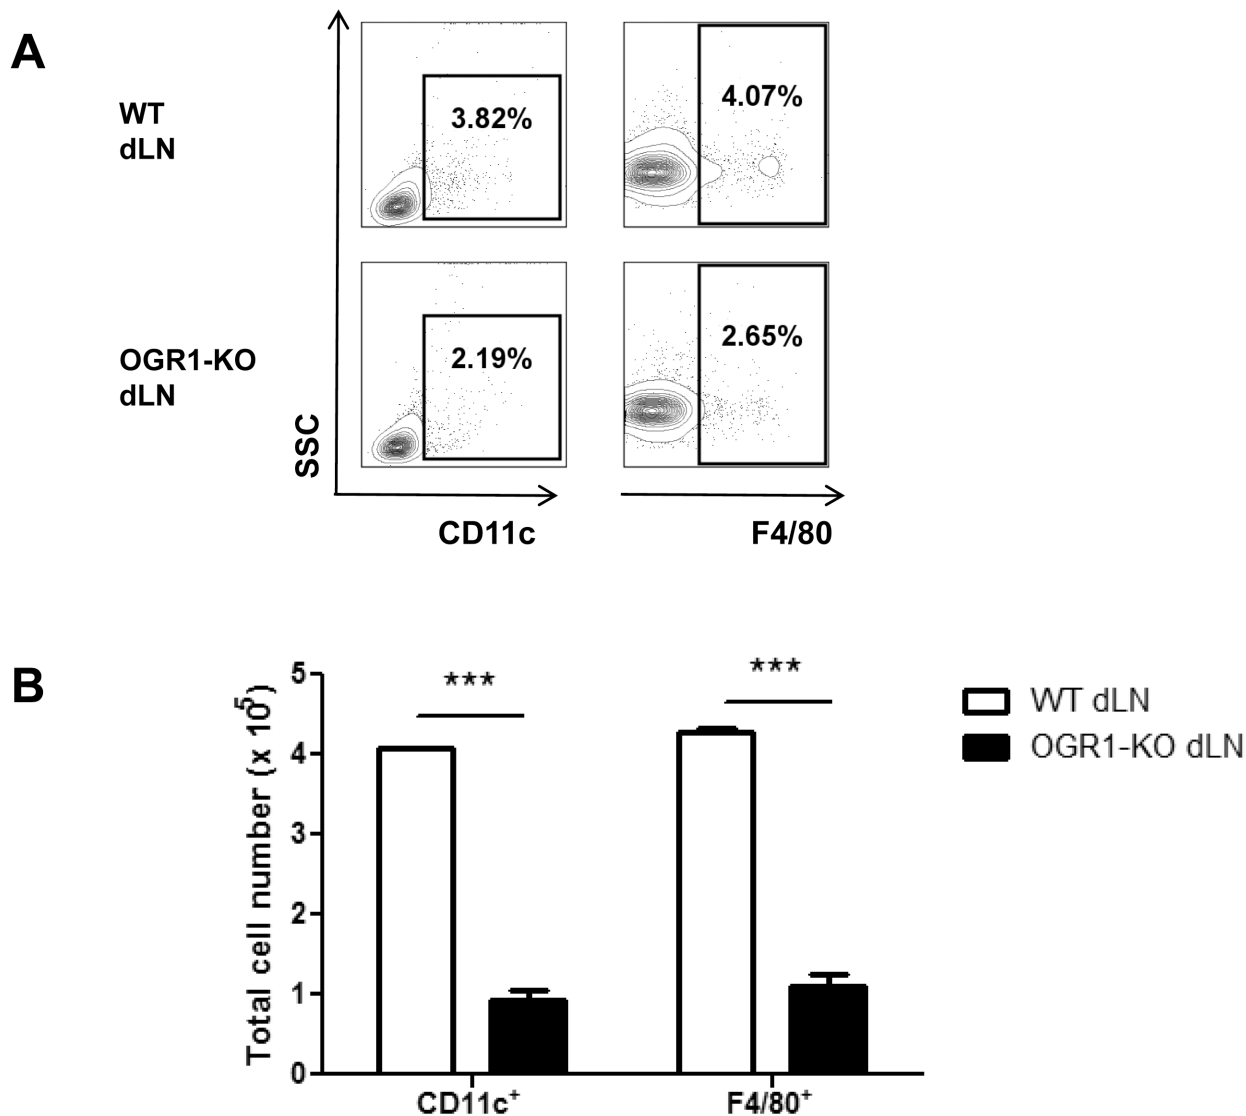 A
WT
dLN
3.82%
4.07%
OGR1-KO
dLN
2.19%
2.65%
SSC
CD11c
F4/80
B
Total cell number (x 10⁵)
5
4
3
2
1
0
***
***
CD11c⁺
F4/80⁺
WT dLN
OGR1-KO dLN